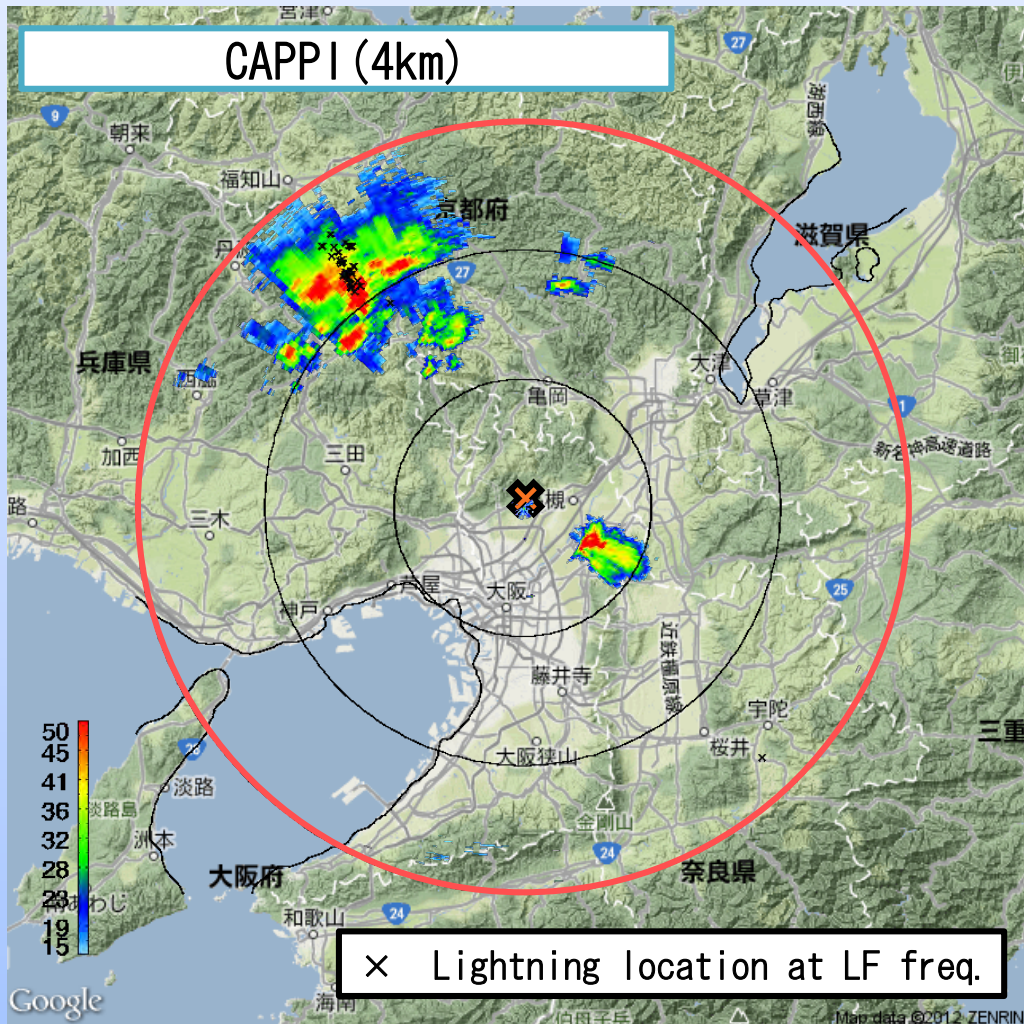 宮津
CAPPI(4km)
27
9
湖西線
朝来
福知山
京都府
滋賀県
27
兵庫県
大津
亀岡
草津
1
新名神高速道路
加西
三田
路
槻
三木
芦屋
大阪
25
神戸
近鉄橿原線
藤井寺
宇陀
三重
桜井
大阪狭山
50
45
41
36
32
28
23
19
15
淡路
淡路島
金剛山
洲本
24
大阪府
奈良県
南あわじ
24
和歌山
× Lightning location at LF freq.
海南
伯母子岳
Google
Map data ©2012 ZENRIN